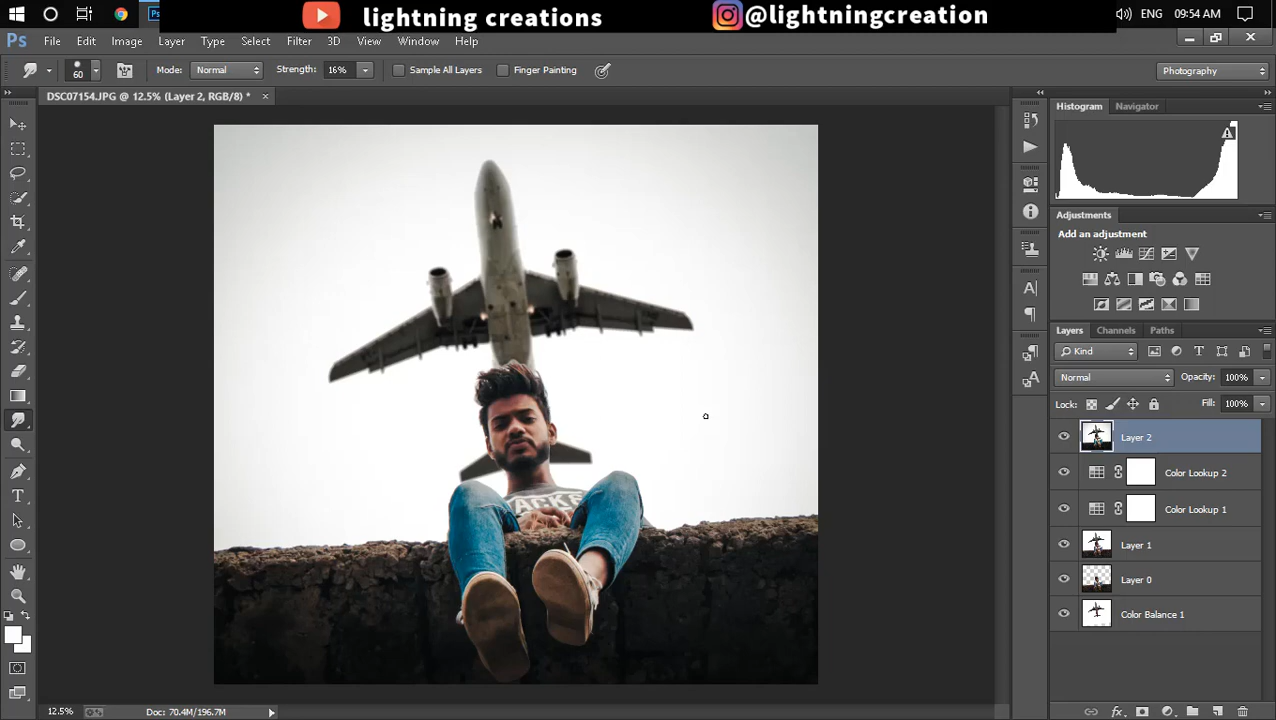 lightning creations
@lightningcreation
ENG
09:54 AM
Ps
File Edit Image Layer Type Select Filter 3D View Window Help
60
Mode: Normal
Strength: 16%
Sample All Layers
Finger Painting
Photography
DSC07154.JPG @ 12.5% (Layer 2, RGB/8) *
Histogram
Navigator
Adjustments
Add an adjustment
Layers Channels Paths
Kind
Normal
Opacity: 100%
Lock:
Fill: 100%
Layer 2
Color Lookup 2
Color Lookup 1
Layer 1
Layer 0
Color Balance 1
12.5%
Doc: 70.4M/196.7M